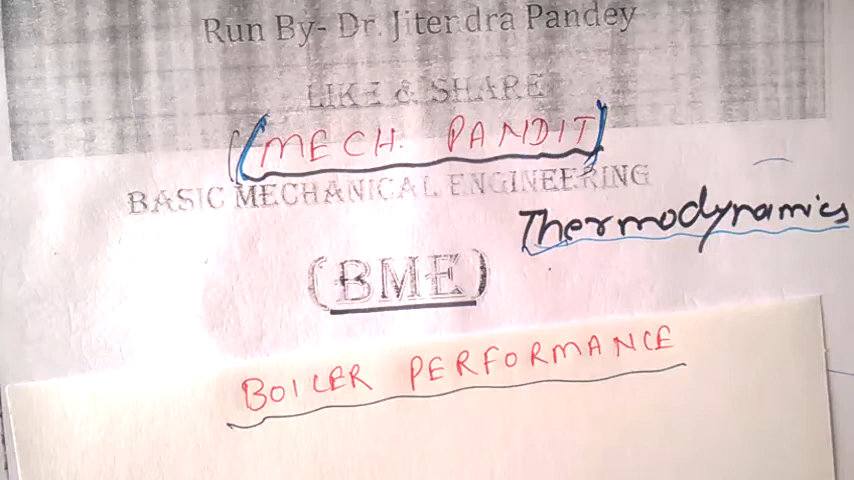 Run By- Dr. Jitendra Pandey
LIKE & SHARE
(MECH. PANDIT)
BASIC MECHANICAL ENGINEERING
Thermodynamics
(BME)
BOILER PERFORMANCE